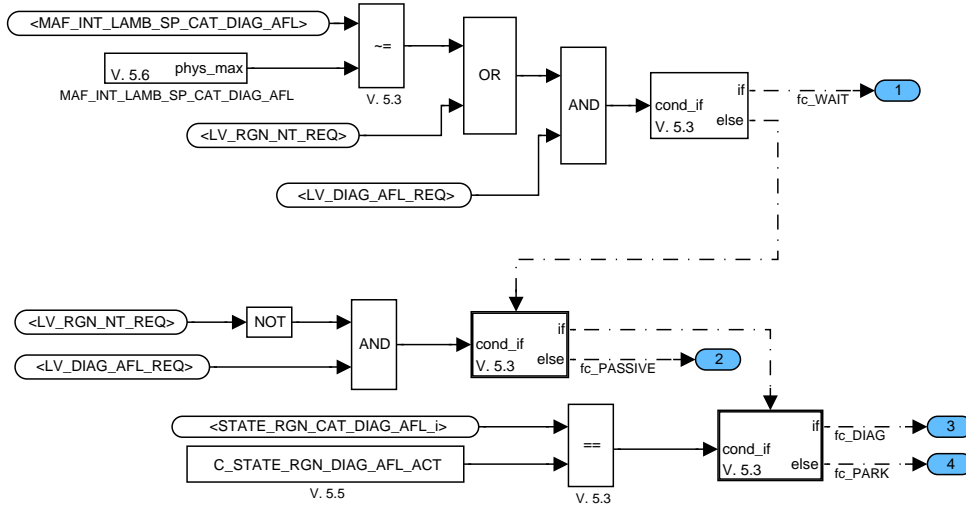 <MAF_INT_LAMB_SP_CAT_DIAG_AFL>
~=
V. 5.6 phys_max
MAF_INT_LAMB_SP_CAT_DIAG_AFL
V. 5.3
OR
<LV_RGN_NT_REQ>
AND
<LV_DIAG_AFL_REQ>
cond_if
V. 5.3
if
else
fc_WAIT
1
<LV_RGN_NT_REQ>
NOT
<LV_DIAG_AFL_REQ>
AND
cond_if
V. 5.3
if
else
fc_PASSIVE
2
<STATE_RGN_CAT_DIAG_AFL_i>
C_STATE_RGN_DIAG_AFL_ACT
V. 5.5
==
V. 5.3
cond_if
V. 5.3
if
else
fc_DIAG
3
fc_PARK
4